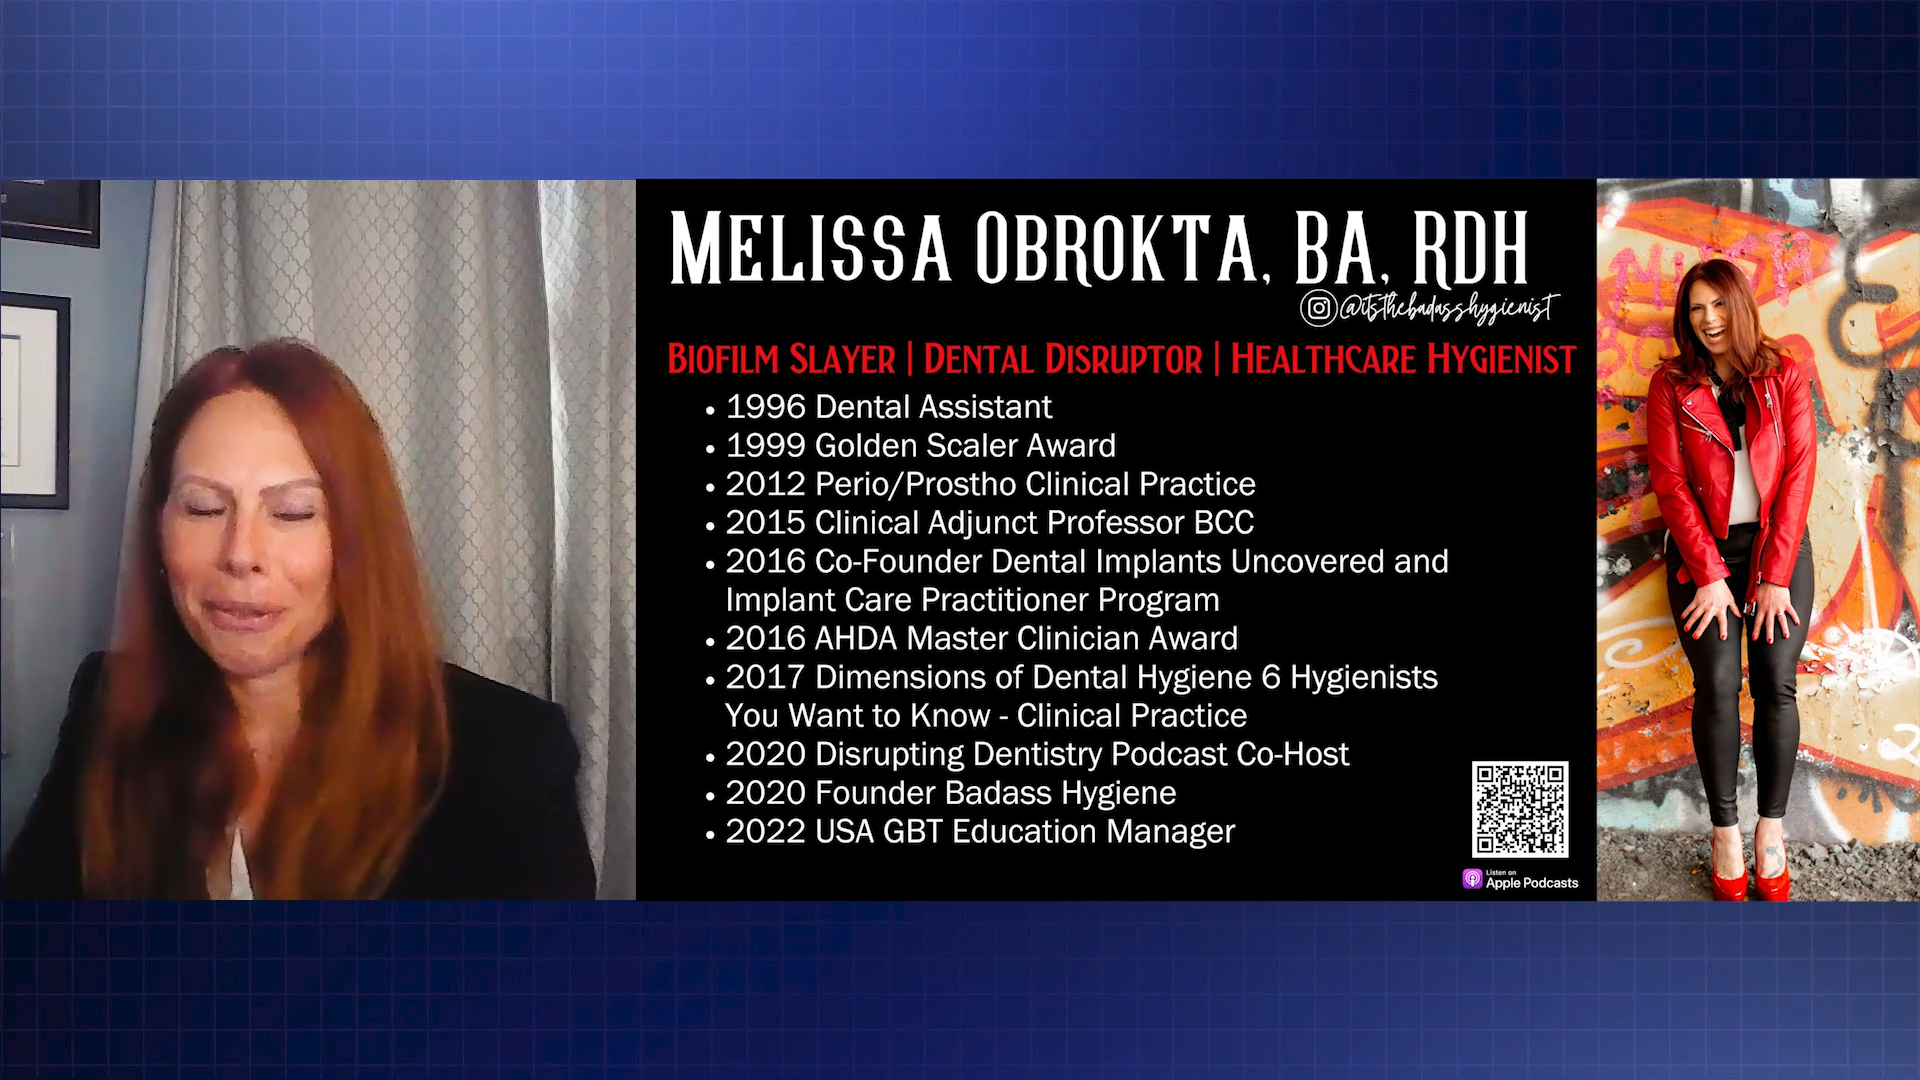 MELISSA OBROKTA, BA, RDH
@itsthebadasshygienist
BIOFILM SLAYER | DENTAL DISRUPTOR | HEALTHCARE HYGIENIST
• 1996 Dental Assistant
• 1999 Golden Scaler Award
• 2012 Perio/Prostho Clinical Practice
• 2015 Clinical Adjunct Professor BCC
• 2016 Co-Founder Dental Implants Uncovered and
Implant Care Practitioner Program
• 2016 AHDA Master Clinician Award
• 2017 Dimensions of Dental Hygiene 6 Hygienists
You Want to Know - Clinical Practice
• 2020 Disrupting Dentistry Podcast Co-Host
• 2020 Founder Badass Hygiene
• 2022 USA GBT Education Manager
Listen on
Apple Podcasts